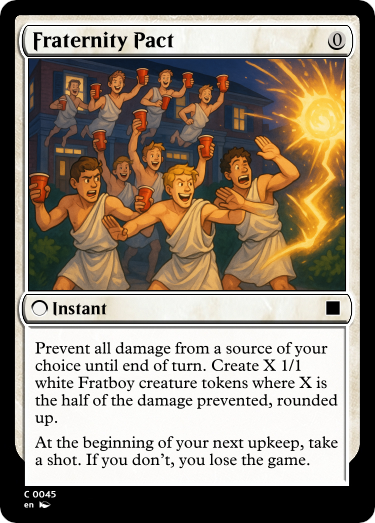 Fraternity Pact 0
Instant
Prevent all damage from a source of your
choice until end of turn. Create X 1/1
white Fratboy creature tokens where X is
the half of the damage prevented, rounded
up.
At the beginning of your next upkeep, take
a shot. If you don't, you lose the game.
C 0045
en